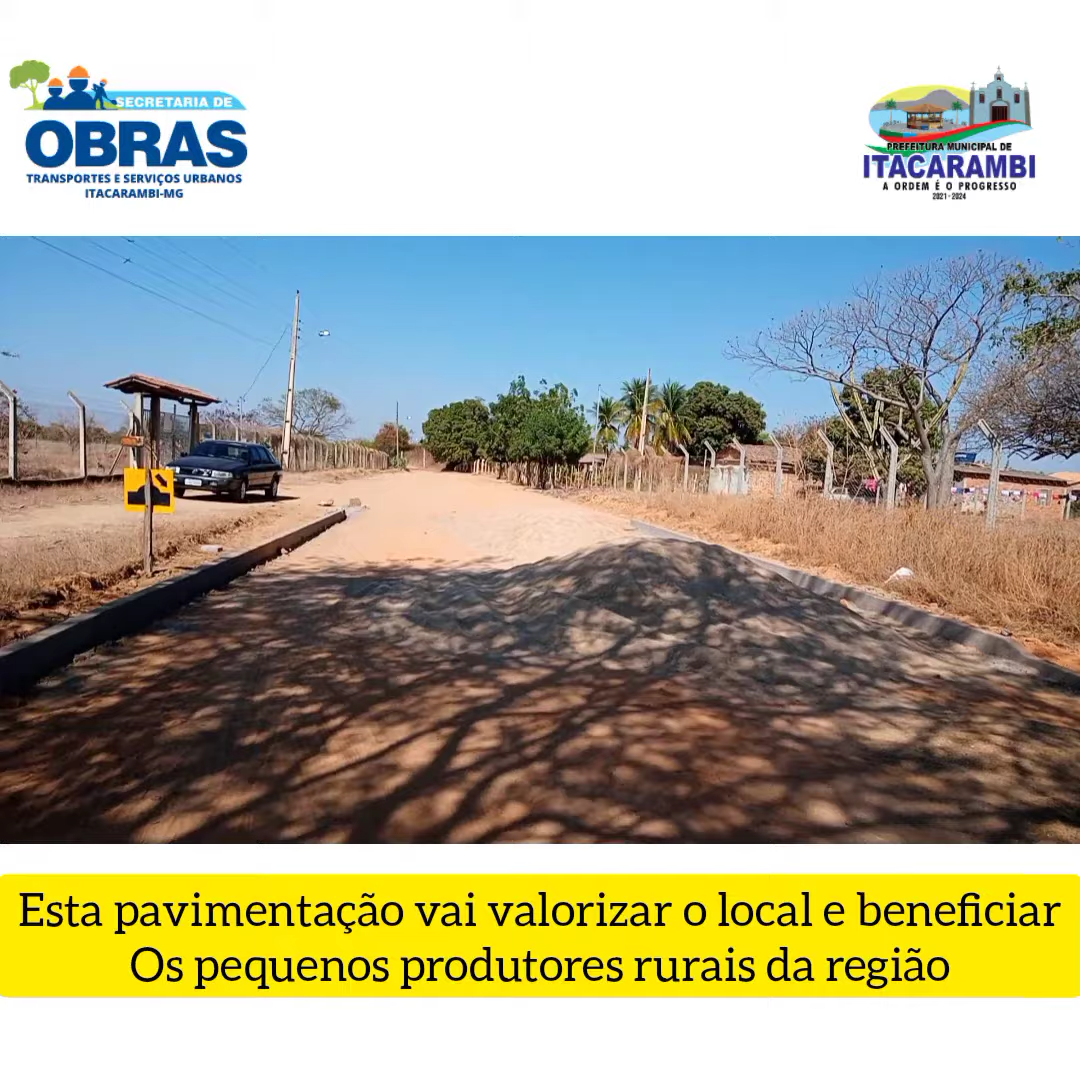 SECRETARIA DE
OBRAS
TRANSPORTES E SERVIÇOS URBANOS
ITACARAMBI-MG
PREFEITURA MUNICIPAL DE
ITACARAMBI
A ORDEM É O PROGRESSO
2021-2024
Esta pavimentação vai valorizar o local e beneficiar
Os pequenos produtores rurais da região